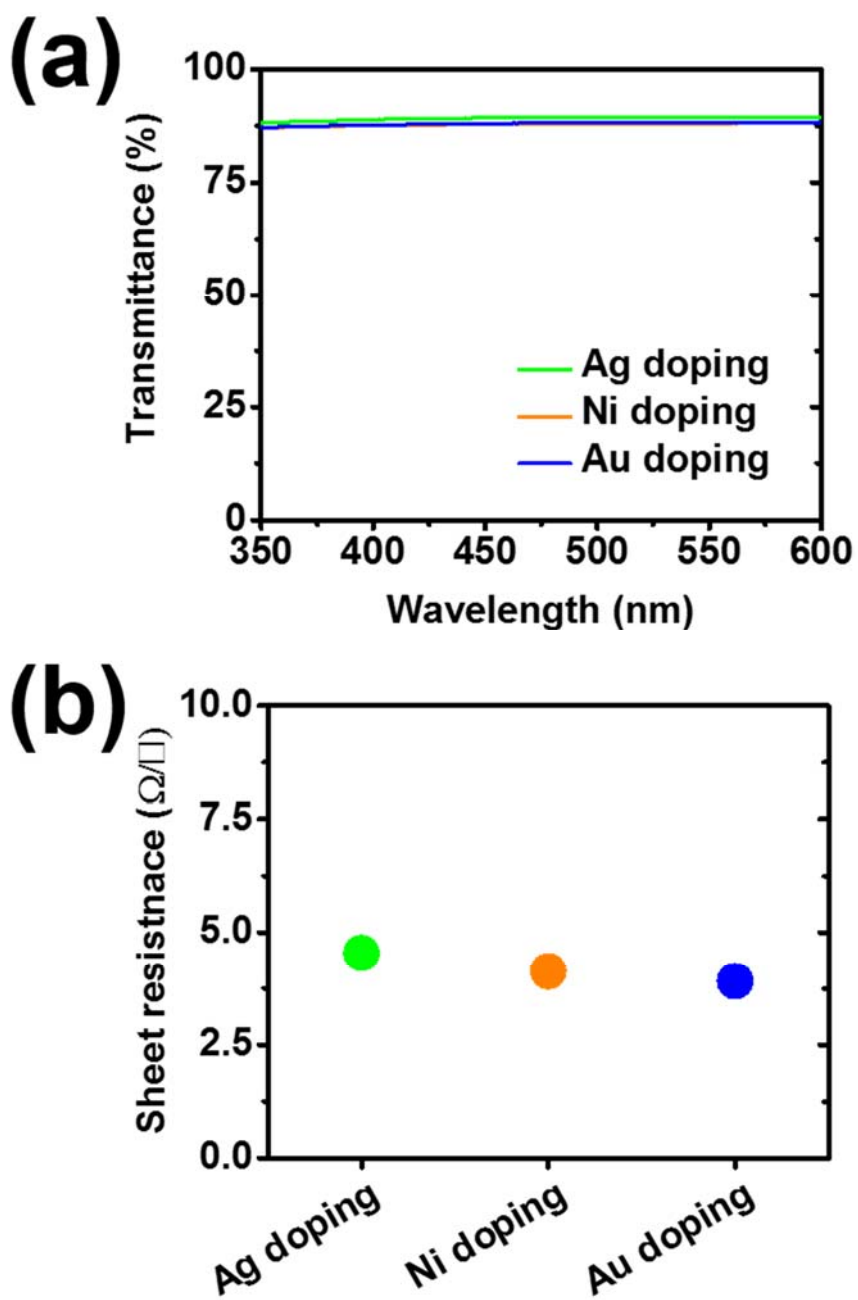 (a)
Transmittance (%)
100
75
50
25
0
Ag doping
Ni doping
Au doping
350 400 450 500 550 600
Wavelength (nm)
(b)
Sheet resistnace (Ω/□)
10.0
7.5
5.0
2.5
0.0
Ag doping
Ni doping
Au doping